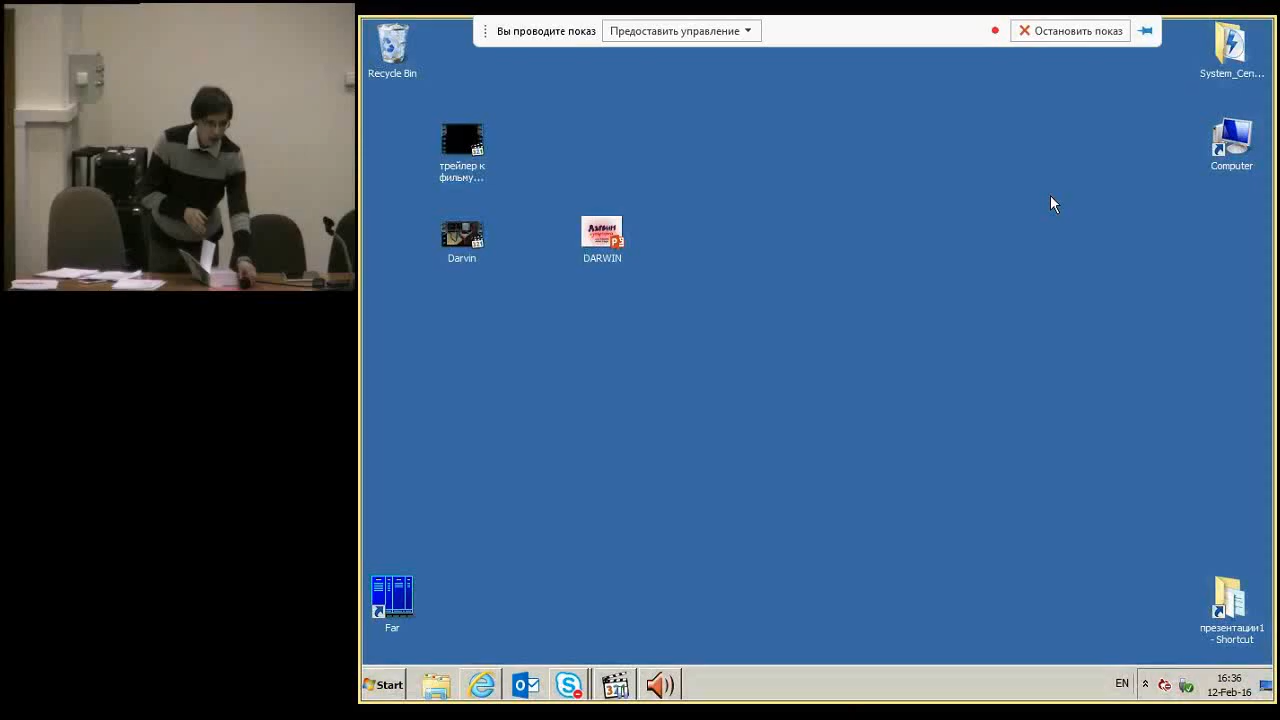 Вы проводите показ
Предоставить управление
Остановить показ
Recycle Bin
System_Cen...
трейлер к
фильму...
Computer
Darvin
DARWIN
Far
презентации1
- Shortcut
Start
EN
16:36
12-Feb-16